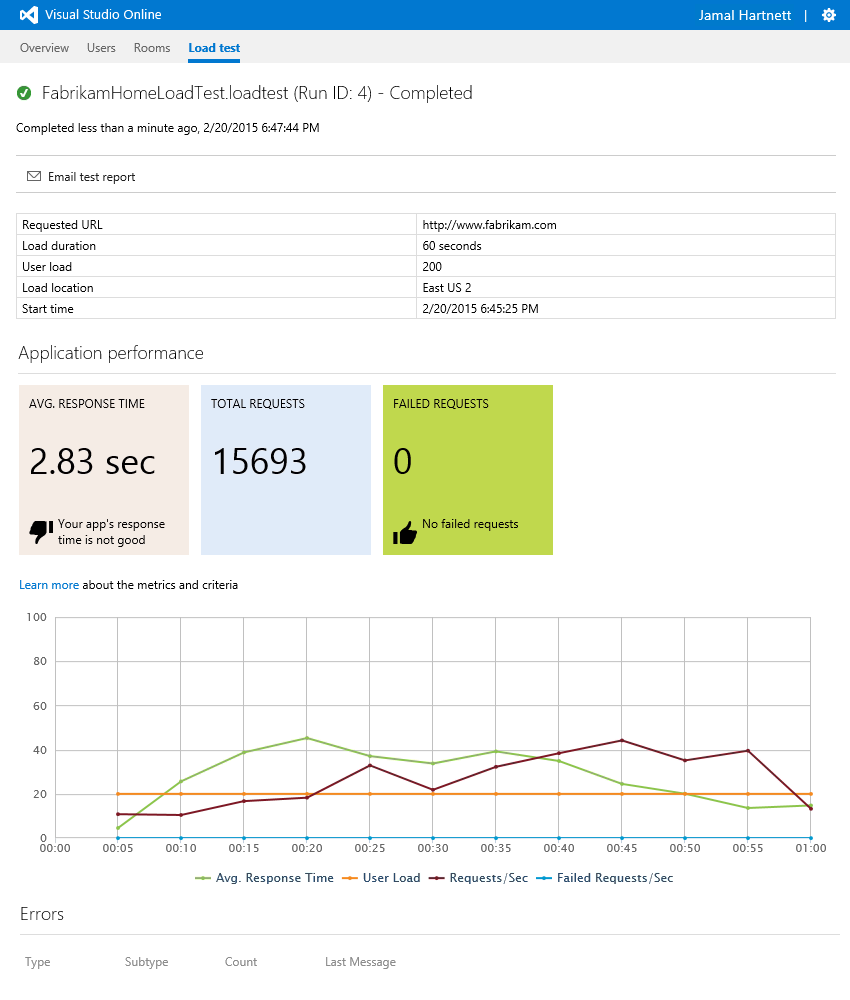 Visual Studio Online
Jamal Hartnett |
Overview Users Rooms Load test
FabrikamHomeLoadTest.loadtest (Run ID: 4) - Completed
Completed less than a minute ago, 2/20/2015 6:47:44 PM
Email test report
Requested URL http://www.fabrikam.com
Load duration 60 seconds
User load 200
Load location East US 2
Start time 2/20/2015 6:45:25 PM
Application performance
AVG. RESPONSE TIME
2.83 sec
Your app's response
time is not good
TOTAL REQUESTS
15693
FAILED REQUESTS
0
No failed requests
Learn more about the metrics and criteria
100
80
60
40
20
0
00:00 00:05 00:10 00:15 00:20 00:25 00:30 00:35 00:40 00:45 00:50 00:55 01:00
Avg. Response Time User Load Requests/Sec Failed Requests/Sec
Errors
Type Subtype Count Last Message